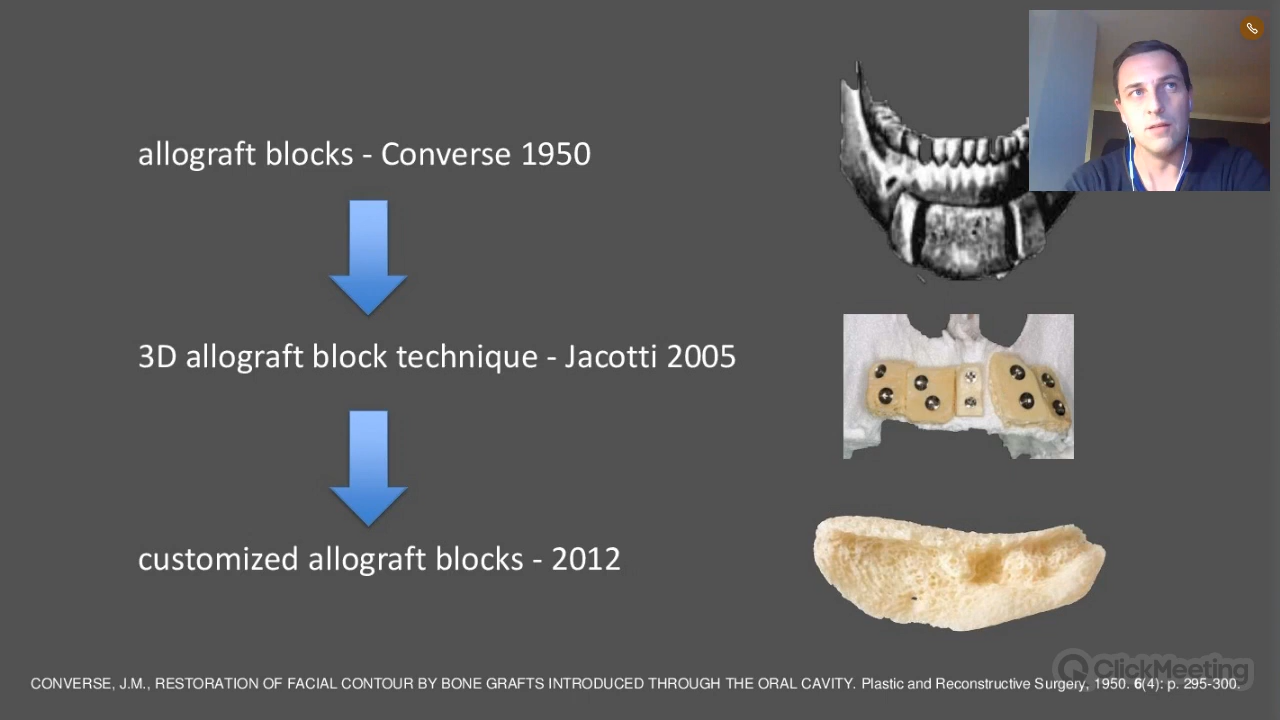 allograft blocks - Converse 1950
3D allograft block technique - Jacotti 2005
customized allograft blocks - 2012
ClickMeeting
CONVERSE, J.M., RESTORATION OF FACIAL CONTOUR BY BONE GRAFTS INTRODUCED THROUGH THE ORAL CAVITY. Plastic and Reconstructive Surgery, 1950. 6(4): p. 295-300.